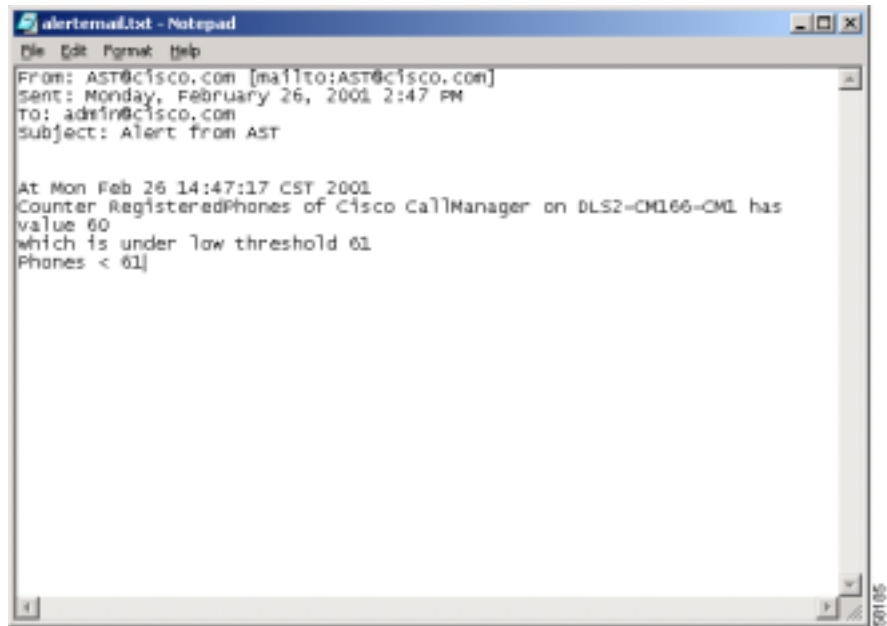 alertemail.txt - Notepad
File Edit Format Help
From: AST@cisco.com [mailto:AST@cisco.com]
Sent: Monday, February 26, 2001 2:47 PM
To: admin@cisco.com
Subject: Alert from AST
At Mon Feb 26 14:47:17 CST 2001
Counter RegisteredPhones of Cisco CallManager on DLS2-CM166-CM1 has
value 60
which is under low threshold 61
Phones < 61
58185